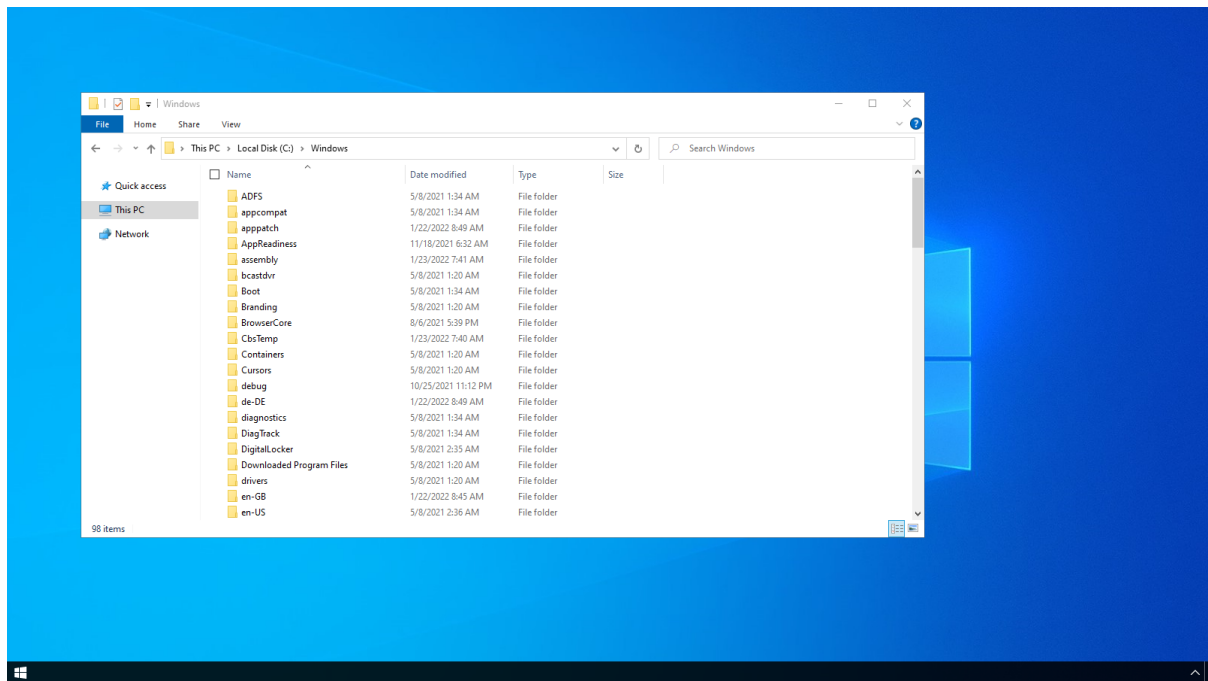 Windows
File Home Share View
This PC Local Disk (C:) Windows Search Windows
Name Date modified Type Size
Quick access
This PC
Network
ADFS 5/8/2021 1:34 AM File folder
appcompat 5/8/2021 1:34 AM File folder
apppatch 1/22/2022 8:49 AM File folder
AppReadiness 11/18/2021 6:32 AM File folder
assembly 1/23/2022 7:41 AM File folder
bcastdvr 5/8/2021 1:20 AM File folder
Boot 5/8/2021 1:34 AM File folder
Branding 5/8/2021 1:20 AM File folder
BrowserCore 8/6/2021 5:39 PM File folder
CbsTemp 1/23/2022 7:40 AM File folder
Containers 5/8/2021 1:20 AM File folder
Cursors 5/8/2021 1:20 AM File folder
debug 10/25/2021 11:12 PM File folder
de-DE 1/22/2022 8:49 AM File folder
diagnostics 5/8/2021 1:34 AM File folder
DiagTrack 5/8/2021 1:34 AM File folder
DigitalLocker 5/8/2021 2:35 AM File folder
Downloaded Program Files 5/8/2021 1:20 AM File folder
drivers 5/8/2021 1:20 AM File folder
en-GB 1/22/2022 8:45 AM File folder
en-US 5/8/2021 2:36 AM File folder
98 items